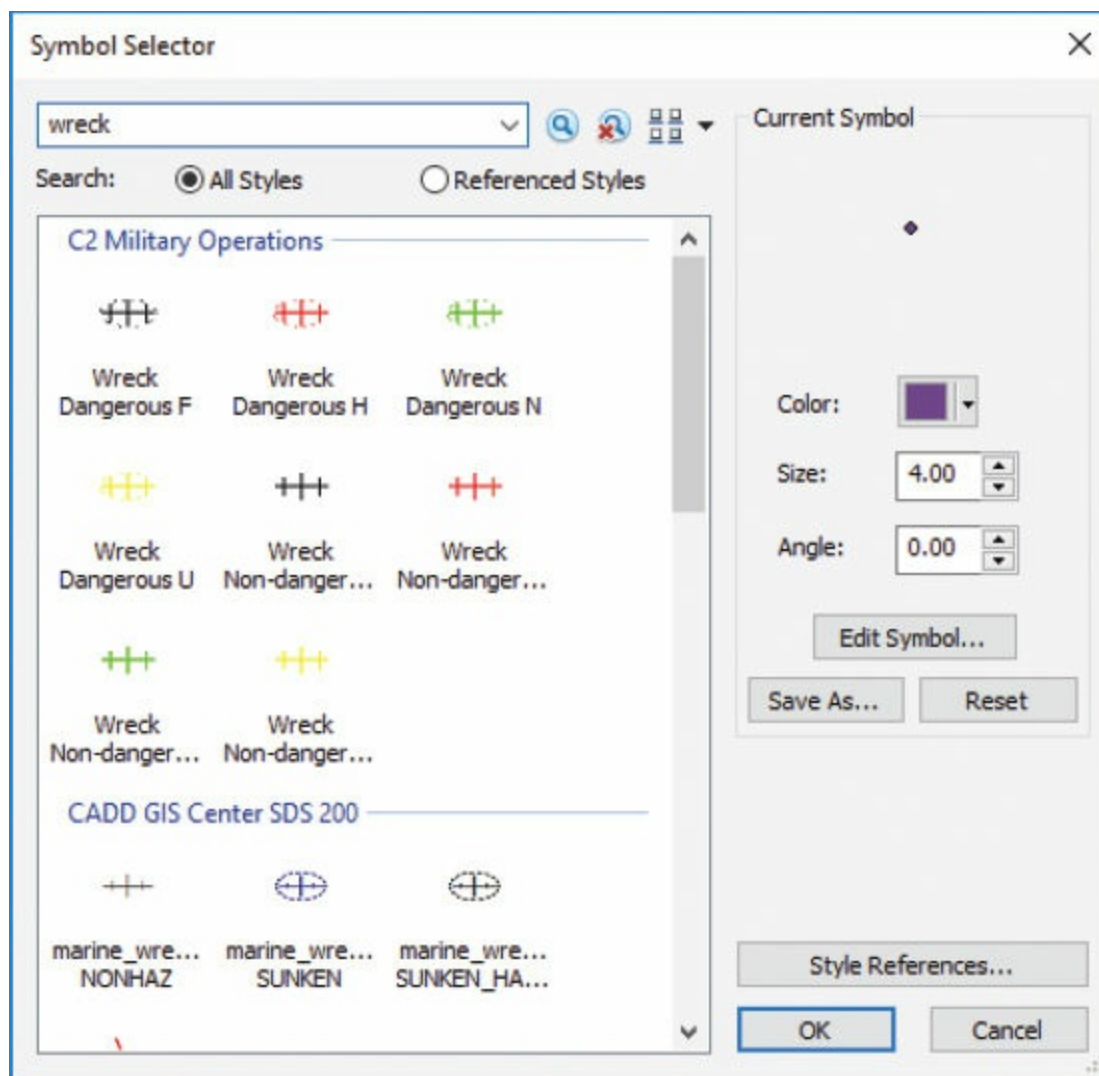 Symbol Selector
wreck
Search:
All Styles
Referenced Styles
C2 Military Operations
Wreck
Dangerous F
Wreck
Dangerous H
Wreck
Dangerous N
Wreck
Dangerous U
Wreck
Non-danger...
Wreck
Non-danger...
Wreck
Non-danger...
Wreck
Non-danger...
CADD GIS Center SDS 200
marine_wre...
NONHAZ
marine_wre...
SUNKEN
marine_wre...
SUNKEN_HA...
Current Symbol
Color:
Size:
4.00
Angle:
0.00
Edit Symbol...
Save As...
Reset
Style References...
OK
Cancel